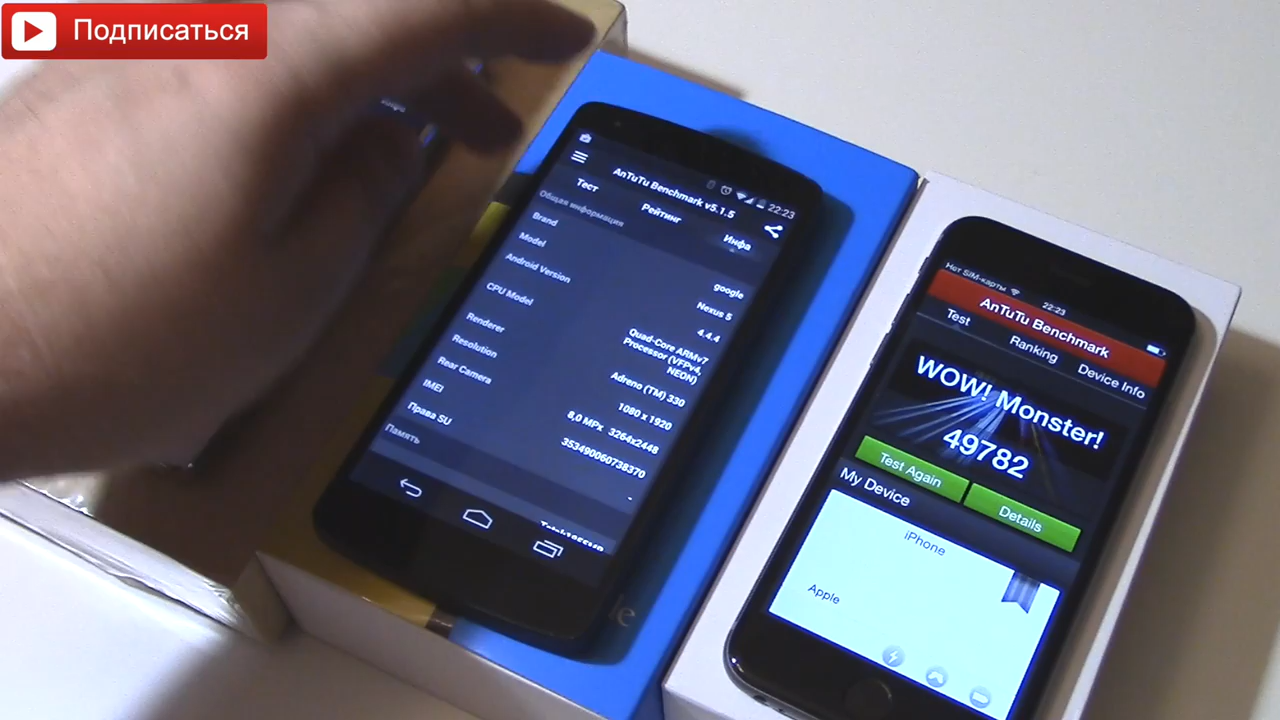 Подписаться
22:23
AnTuTu Benchmark v5.1.5
Тест
Рейтинг
Инфа
Общая информация
Brand
google
Model
Nexus 5
Android Version
4.4.4
CPU Model
Quad-Core ARMv7
Processor (VFPv4,
NEON)
Renderer
Adreno (TM) 330
Resolution
1080 x 1920
Rear Camera
8,0 MPx 3264x2448
IMEI
353490060738370
Права SU
-
Память
Нет SIM-карты
22:23
AnTuTu Benchmark
Test
Ranking
Device Info
WOW! Monster!
49782
Test Again
Details
My Device
iPhone
Apple